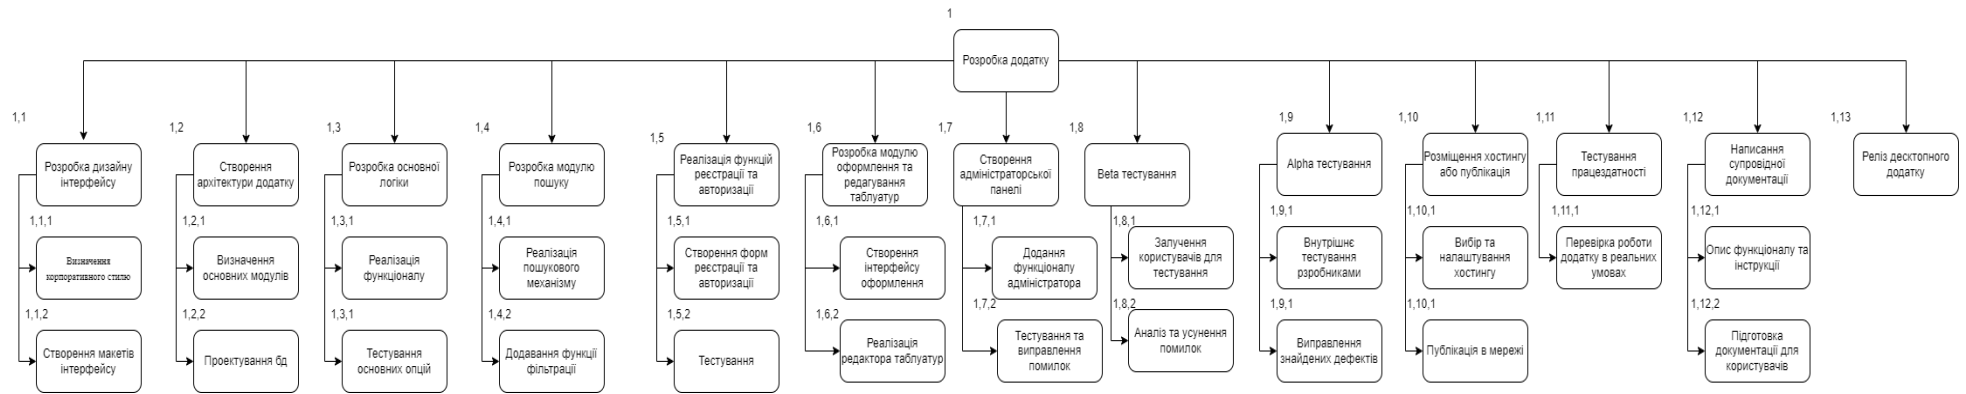 1
Розробка додатку
1,1
Розробка дизайну
інтерфейсу
1,1,1
Визначення
корпоративного стилю
1,1,2
Створення макетів
інтерфейсу
1,2
Створення
архітектури додатку
1,2,1
Визначення
основних модулів
1,2,2
Проектування бд
1,3
Розробка основної
логіки
1,3,1
Реалізація
функціоналу
1,3,1
Тестування
основних опцій
1,4
Розробка модулю
пошуку
1,4,1
Реалізація
пошукового
механізму
1,4,2
Додавання функції
фільтрації
1,5
Реалізація функцій
реєстрації та
авторизації
1,5,1
Створення форм
реєстрації та
авторизації
1,5,2
Тестування
1,6
Розробка модулю
оформлення та
редагування
таблуатур
1,6,1
Створення
інтерфейсу
оформлення
1,6,2
Реалізація
редактора таблуатур
1,7
Створення
адміністраторської
панелі
1,7,1
Додання
функціоналу
адміністратора
1,7,2
Тестування та
виправлення
помилок
1,8
Beta тестування
1,8,1
Залучення
користувачів для
тестування
1,8,2
Аналіз та усунення
помилок
1,9
Alpha тестування
1,9,1
Внутрішнє
тестування
рзробниками
1,9,1
Виправлення
знайдених дефектів
1,10
Розміщення хостингу
або публікація
1,10,1
Вибір та
налаштування
хостингу
1,10,1
Публікація в мережі
1,11
Тестування
працездатності
1,11,1
Перевірка роботи
додатку в реальних
умовах
1,12
Написання
супровідної
документації
1,12,1
Опис функціоналу та
інструкції
1,12,2
Підготовка
документації для
користувачів
1,13
Реліз десктопного
додатку